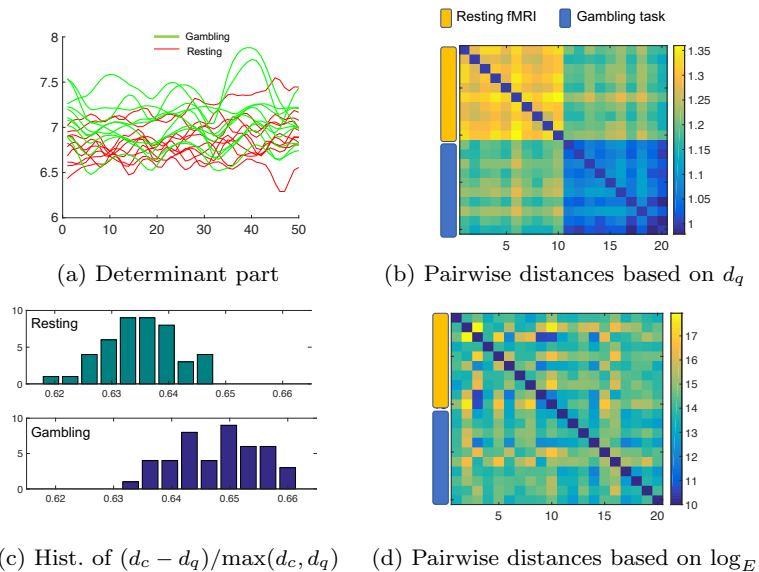 Gambling
Resting
8
7.5
7
6.5
6
0 10 20 30 40 50
(a) Determinant part
Resting fMRI
Gambling task
1.35
1.3
1.25
1.2
1.15
1.1
1.05
1
5 10 15 20
(b) Pairwise distances based on d_q
Resting
10
5
0
0.62 0.63 0.64 0.65 0.66
Gambling
10
5
0
0.62 0.63 0.64 0.65 0.66
(c) Hist. of (d_c − d_q)/max(d_c, d_q)
17
16
15
14
13
12
11
10
5 10 15 20
(d) Pairwise distances based on log_E